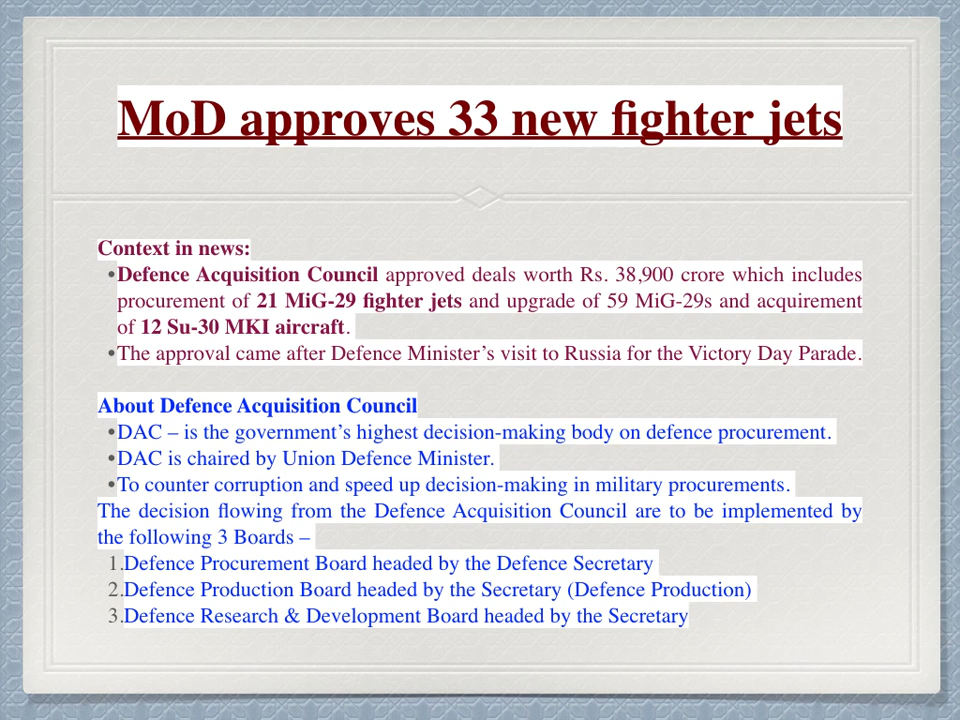 MoD approves 33 new fighter jets
Context in news:
•Defence Acquisition Council approved deals worth Rs. 38,900 crore which includes
procurement of 21 MiG-29 fighter jets and upgrade of 59 MiG-29s and acquirement
of 12 Su-30 MKI aircraft.
•The approval came after Defence Minister’s visit to Russia for the Victory Day Parade.
About Defence Acquisition Council
•DAC – is the government’s highest decision-making body on defence procurement.
•DAC is chaired by Union Defence Minister.
•To counter corruption and speed up decision-making in military procurements.
The decision flowing from the Defence Acquisition Council are to be implemented by
the following 3 Boards –
1.Defence Procurement Board headed by the Defence Secretary
2.Defence Production Board headed by the Secretary (Defence Production)
3.Defence Research & Development Board headed by the Secretary